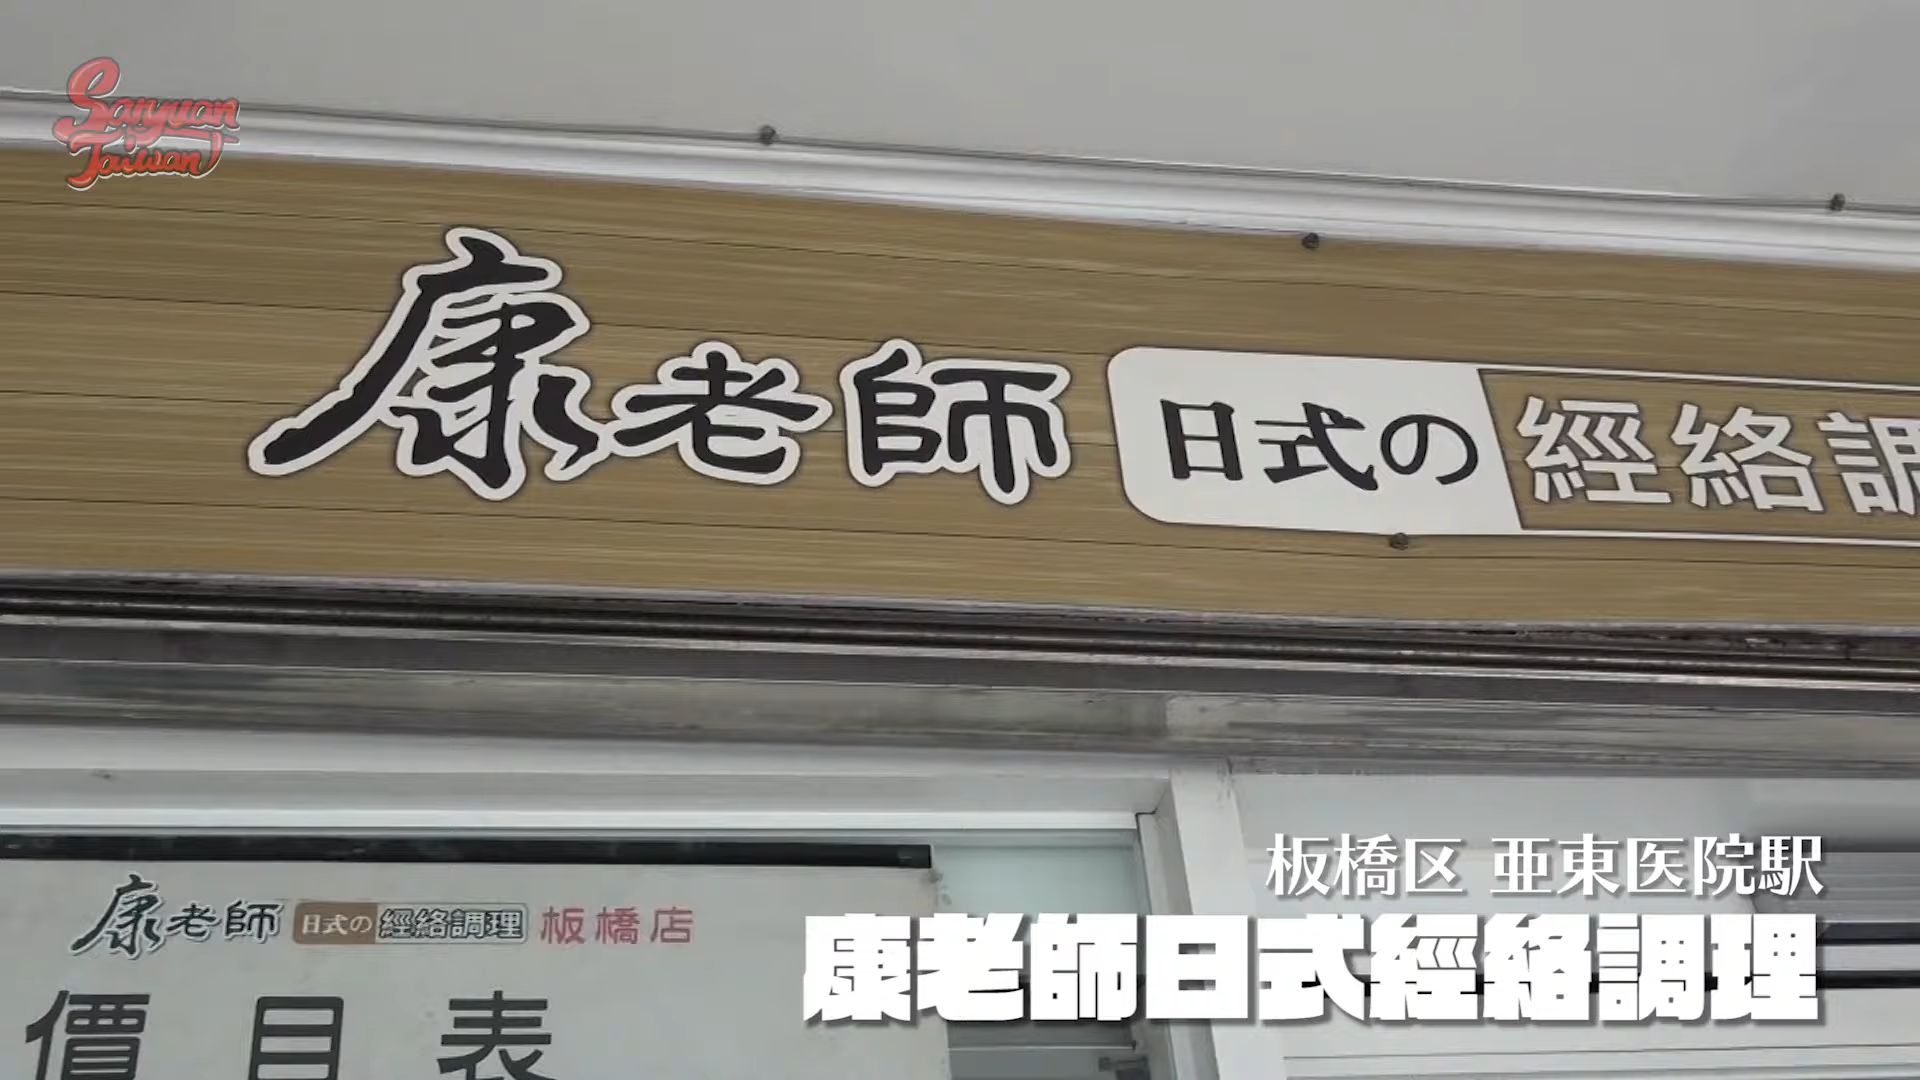 Saiyuan
Taiwan
康老師 日式の 經絡調
康老師 日式の 經絡調理 板橋店
價目表
板橋区 亜東医院駅
康老師日式經絡調理